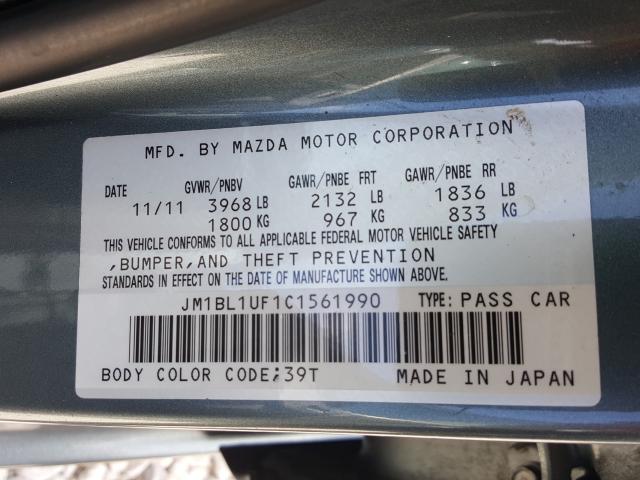 MFD. BY MAZDA MOTOR CORPORATION
DATE GVWR/PNBV GAWR/PNBE FRT GAWR/PNBE RR
11/11 3968 LB 2132 LB 1836 LB
1800 KG 967 KG 833 KG
THIS VEHICLE CONFORMS TO ALL APPLICABLE FEDERAL MOTOR VEHICLE SAFETY
,BUMPER,AND THEFT PREVENTION
STANDARDS IN EFFECT ON THE DATE OF MANUFACTURE SHOWN ABOVE.
JM1BL1UF1C1561990 TYPE: PASS CAR
BODY COLOR CODE:39T MADE IN JAPAN